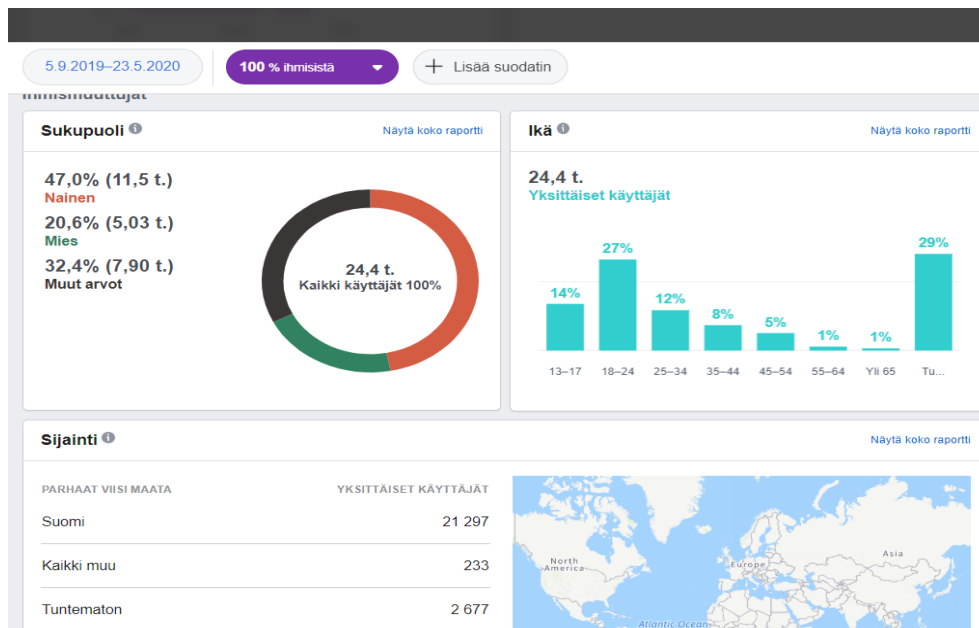 5.9.2019–23.5.2020
100 % ihmisistä
Lisää suodatin
Ihmismuuttujat
Sukupuoli
Näytä koko raportti
47,0% (11,5 t.)
Nainen
20,6% (5,03 t.)
Mies
32,4% (7,90 t.)
Muut arvot
24,4 t.
Kaikki käyttäjät 100%
Ikä
Näytä koko raportti
24,4 t.
Yksittäiset käyttäjät
14% 27% 12% 8% 5% 1% 1% 29%
13–17 18–24 25–34 35–44 45–54 55–64 Yli 65 Tu...
Sijainti
Näytä koko raportti
PARHAAT VIISI MAATA YKSITTÄISET KÄYTTÄJÄT
Suomi 21 297
Kaikki muu 233
Tuntematon 2 677
North
America
Europe
Asia
Atlantic Ocean